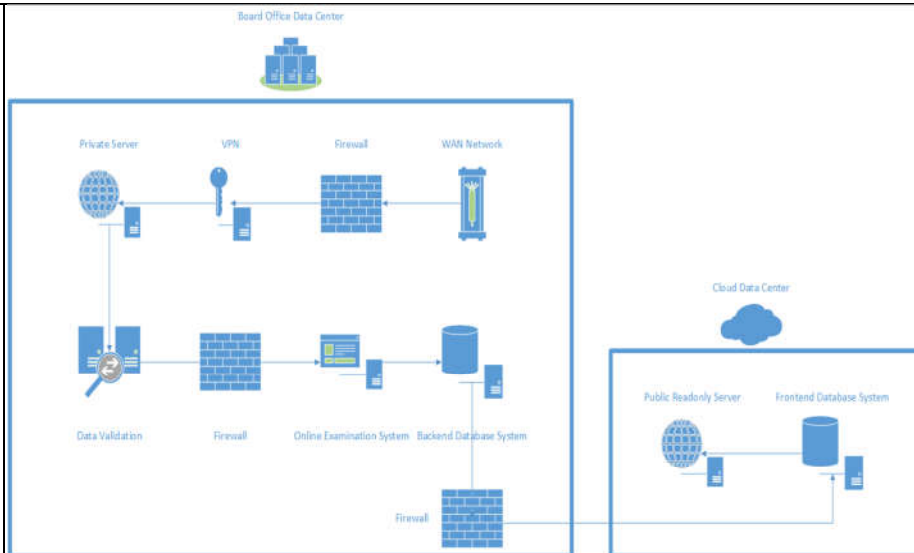 Board Office Data Center
Private Server
VPN
Firewall
WAN Network
Cloud Data Center
Public Readonly Server
Frontend Database System
Data Validation
Firewall
Online Examination System
Backend Database System
Firewall